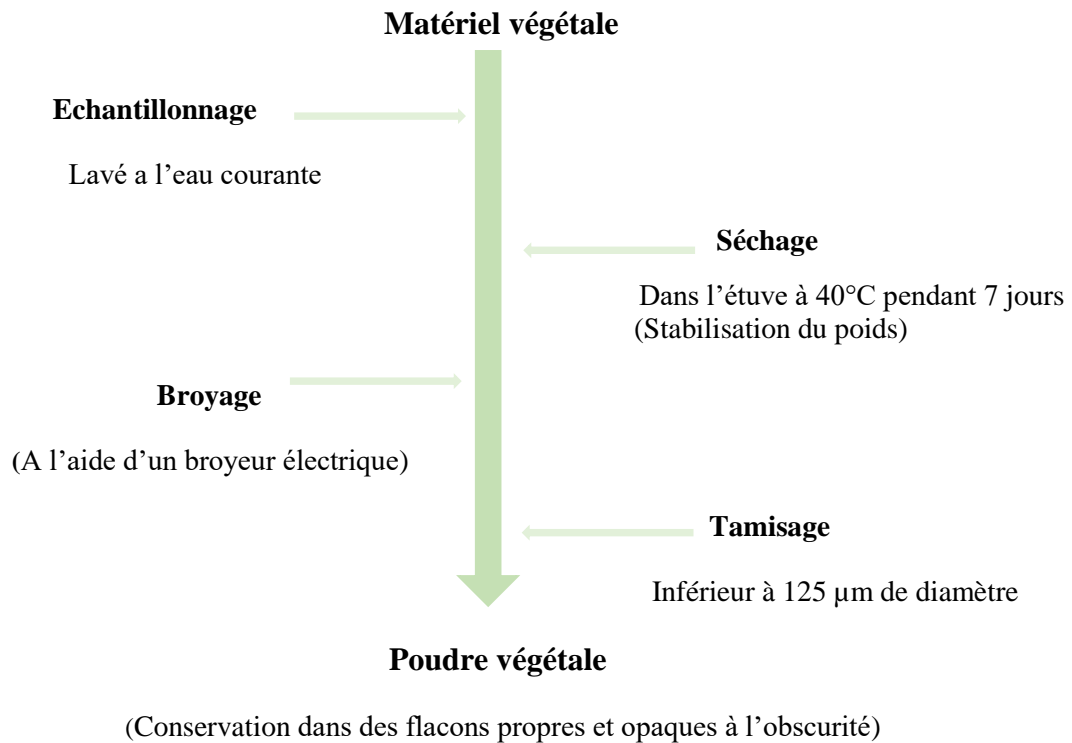 Matériel végétale
Echantillonnage
Lavé a l’eau courante
Séchage
Dans l’étuve à 40°C pendant 7 jours
(Stabilisation du poids)
Broyage
(A l’aide d’un broyeur électrique)
Tamisage
Inférieur à 125 µm de diamètre
Poudre végétale
(Conservation dans des flacons propres et opaques à l’obscurité)